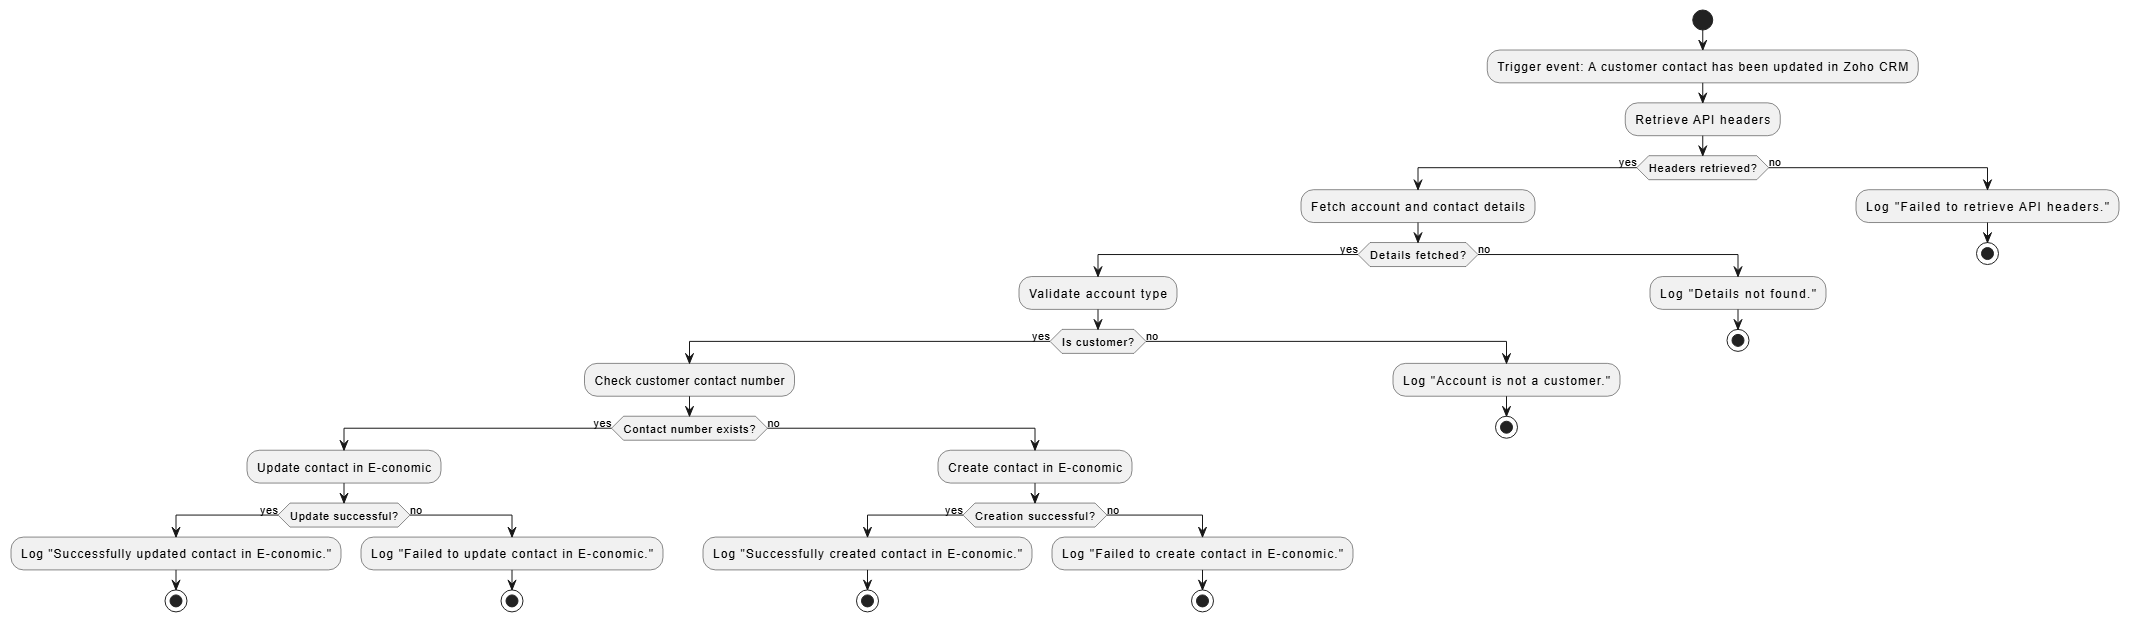 Trigger event: A customer contact has been updated in Zoho CRM
Retrieve API headers
yes
Headers retrieved?
no
Fetch account and contact details
Log "Failed to retrieve API headers."
yes
Details fetched?
no
Validate account type
Log "Details not found."
yes
Is customer?
no
Check customer contact number
Log "Account is not a customer."
yes
Contact number exists?
no
Update contact in E-conomic
Create contact in E-conomic
yes
Update successful?
no
yes
Creation successful?
no
Log "Successfully updated contact in E-conomic."
Log "Failed to update contact in E-conomic."
Log "Successfully created contact in E-conomic."
Log "Failed to create contact in E-conomic."